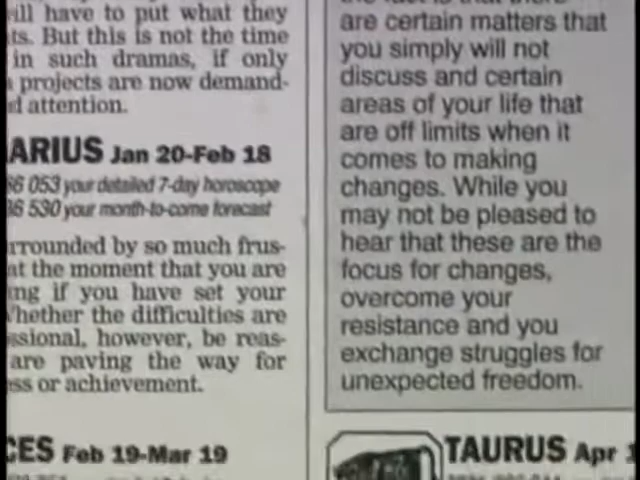 ill have to put what they
ts. But this is not the time
in such dramas, if only
projects are now demand-
d attention.
ARIUS Jan 20-Feb 18
6 053 your detailed 7-day horoscope
6 530 your month-to-come forecast
rrounded by so much frus-
at the moment that you are
ng if you have set your
hether the difficulties are
ssional, however, be reas-
are paving the way for
ss or achievement.
CES Feb 19-Mar 19
are certain matters that
you simply will not
discuss and certain
areas of your life that
are off limits when it
comes to making
changes. While you
may not be pleased to
hear that these are the
focus for changes,
overcome your
resistance and you
exchange struggles for
unexpected freedom.
TAURUS Apr